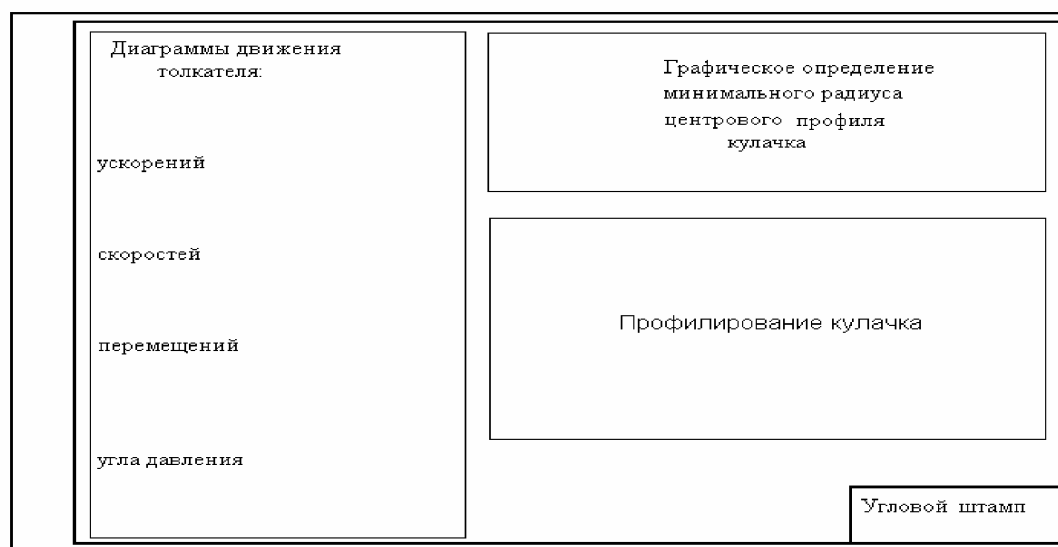 Диаграммы движения
толкателя:
ускорений
скоростей
перемещений
угла давления
Графическое определение
минимального радиуса
центрового профиля
кулачка
Профилирование кулачка
Угловой штамп